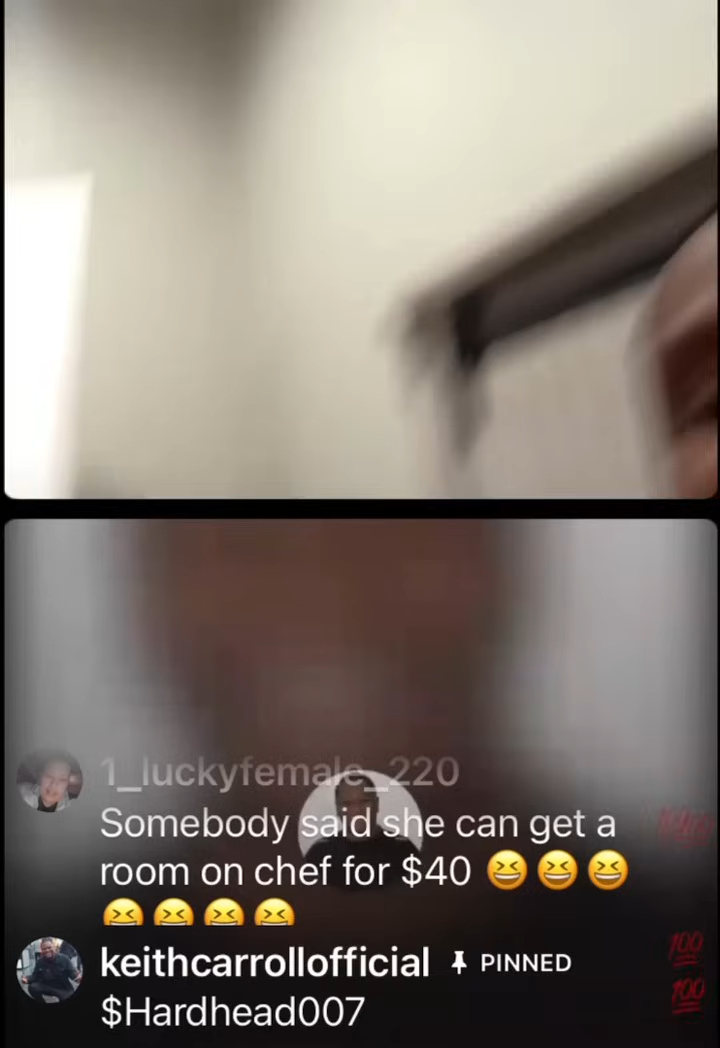 1_luckyfemale_220
Somebody said she can get a
room on chef for $40 😆 😆 😆
😆 😆 😆 😆
keithcarrollofficial PINNED
$Hardhead007
💯
💯